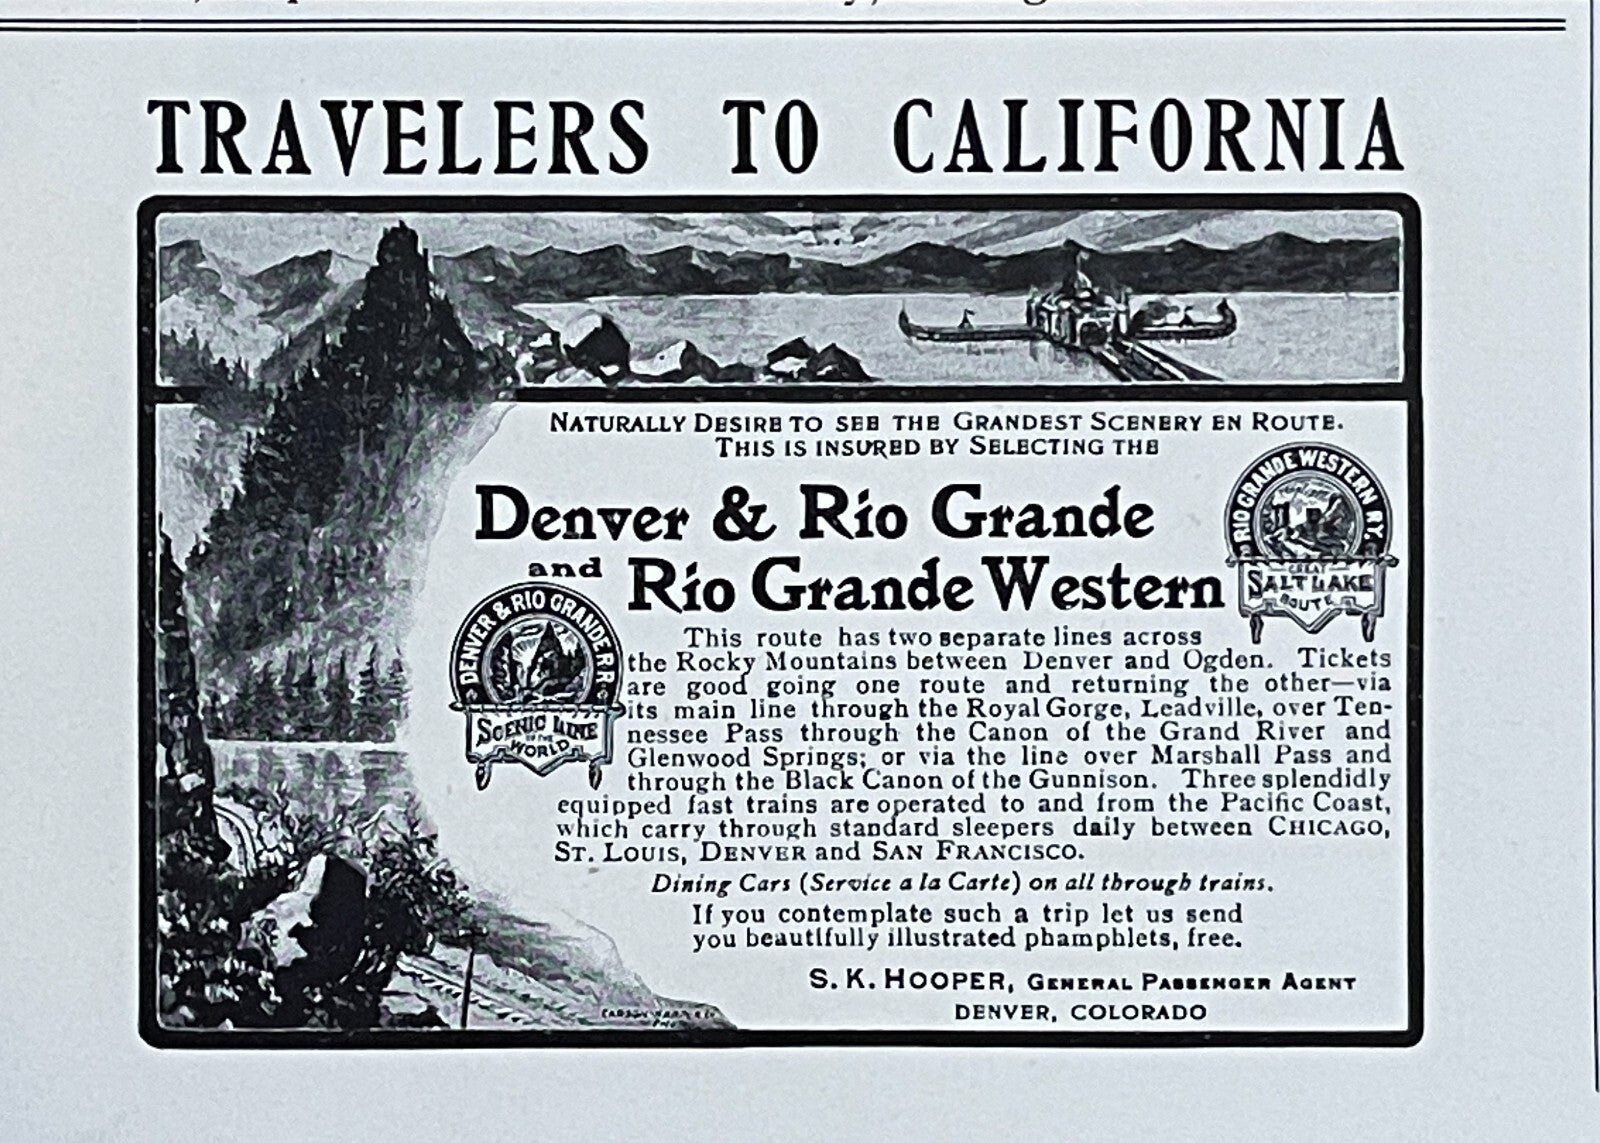 TRAVELERS TO CALIFORNIA
NATURALLY DESIRE TO SEE THE GRANDEST SCENERY EN ROUTE.
THIS IS INSURED BY SELECTING THE
Denver & Rio Grande
and Rio Grande Western
RIO GRANDE WESTERN RY.
GREAT
SALT LAKE
ROUTE
DENVER & RIO GRANDE RR
SCENIC LINE
OF THE
WORLD
This route has two separate lines across
the Rocky Mountains between Denver and Ogden. Tickets
are good going one route and returning the other—via
its main line through the Royal Gorge, Leadville, over Ten-
nessee Pass through the Canon of the Grand River and
Glenwood Springs; or via the line over Marshall Pass and
through the Black Canon of the Gunnison. Three splendidly
equipped fast trains are operated to and from the Pacific Coast,
which carry through standard sleepers daily between CHICAGO,
ST. LOUIS, DENVER and SAN FRANCISCO.
Dining Cars (Service a la Carte) on all through trains.
If you contemplate such a trip let us send
you beautifully illustrated phamphlets, free.
S. K. HOOPER, GENERAL PASSENGER AGENT
DENVER, COLORADO